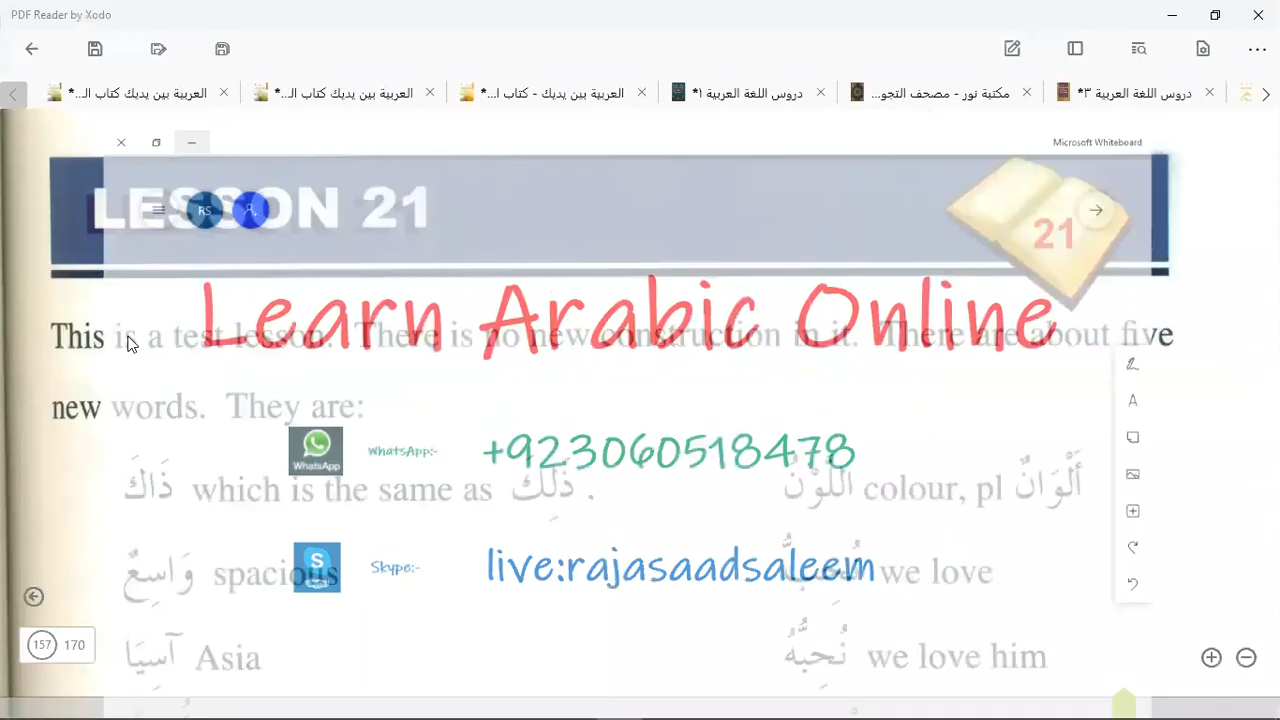 PDF Reader by Xodo
العربية بين يديك كتاب الـ...*
العربية بين يديك كتاب الـ...*
العربية بين يديك - كتاب ا...*
دروس اللغة العربية ١*
مكتبة نور - مصحف التجو...
دروس اللغة العربية ٣*
Microsoft Whiteboard
LESSON 21
RS
21
Learn Arabic Online
This is a test lesson. There is no new construction in it. There are about five
new words. They are:
WhatsApp
WhatsApp:-
+923060518478
ذَاكَ which is the same as ذَلِكَ .
اللَّوْنُ colour, pl أَلْوَانٌ
وَاسِعٌ spacious
Skype:-
live:rajasaadsaleem
نُحِبُّ we love
آسِيَا Asia
نُحِبُّهُ we love him
157 170